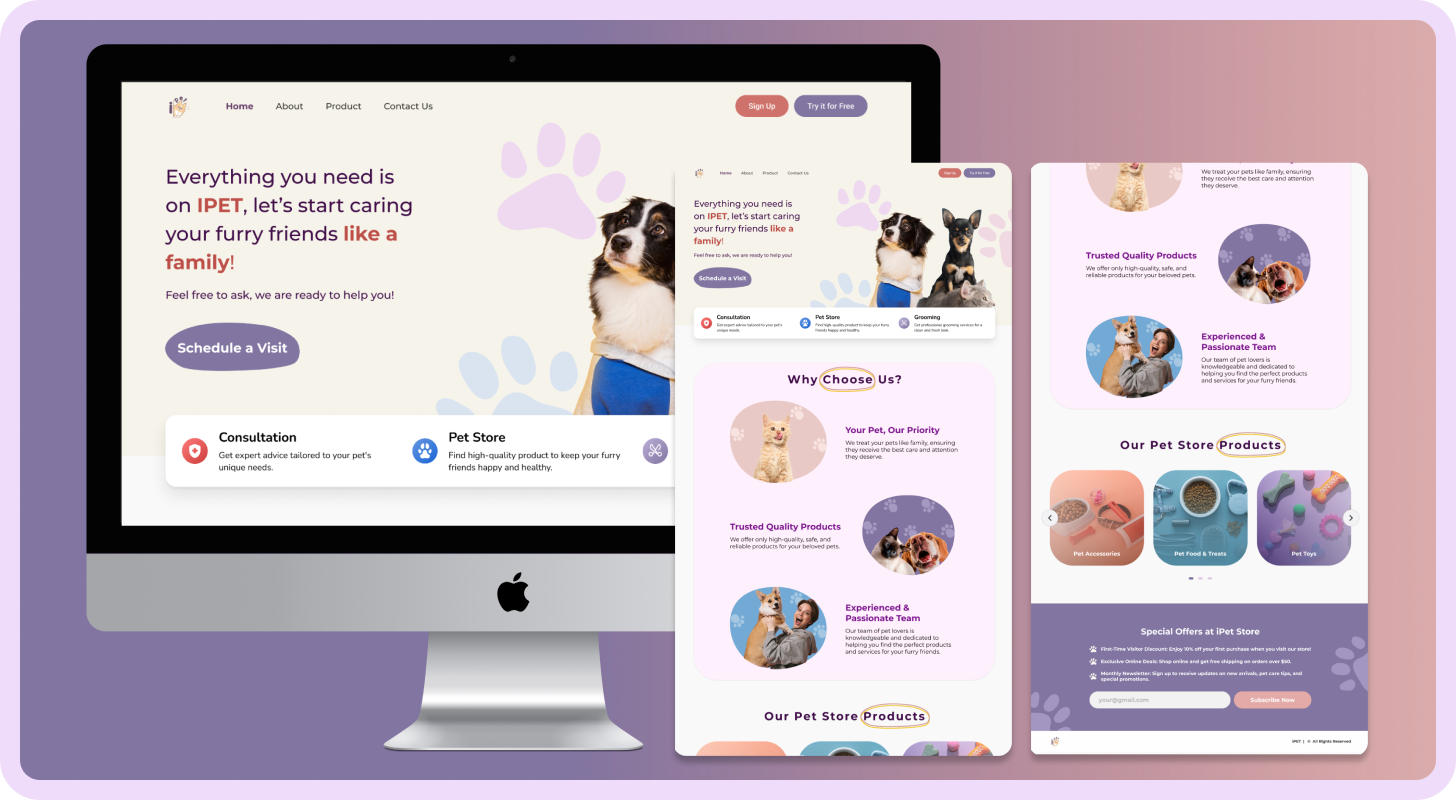 Home About Product Contact Us
Sign Up Try it for Free
Everything you need is
on IPET, let's start caring
your furry friends like a
family!
Feel free to ask, we are ready to help you!
Schedule a Visit
Consultation
Get expert advice tailored to your pet's
unique needs.
Pet Store
Find high-quality product to keep your furry
friends happy and healthy.
Home About Product Contact Us
Sign Up Try it for Free
Everything you need is
on IPET, let's start caring
your furry friends like a
family!
Feel free to ask, we are ready to help you!
Schedule a Visit
Consultation
Get expert advice tailored to your pet's
unique needs.
Pet Store
Find high-quality product to keep your furry
friends happy and healthy.
Grooming
Get professional grooming services for a
clean and fresh look.
Why Choose Us?
Your Pet, Our Priority
We treat your pets like family, ensuring
they receive the best care and attention
they deserve.
Trusted Quality Products
We offer only high-quality, safe, and
reliable products for your beloved pets.
Experienced &
Passionate Team
Our team of pet lovers is
knowledgeable and dedicated to
helping you find the perfect products
and services for your furry friends.
Our Pet Store Products
We treat your pets like family, ensuring
they receive the best care and attention
they deserve.
Trusted Quality Products
We offer only high-quality, safe, and
reliable products for your beloved pets.
Experienced &
Passionate Team
Our team of pet lovers is
knowledgeable and dedicated to
helping you find the perfect products
and services for your furry friends.
Our Pet Store Products
Pet Accessories
Pet Food & Treats
Pet Toys
Special Offers at iPet Store
First-Time Visitor Discount: Enjoy 10% off your first purchase when you visit our store!
Exclusive Online Deals: Shop online and get free shipping on orders over $50.
Monthly Newsletter: Sign up to receive updates on new arrivals, pet care tips, and
special promotions.
your@gmail.com
Subscribe Now
iPET | © All Rights Reserved